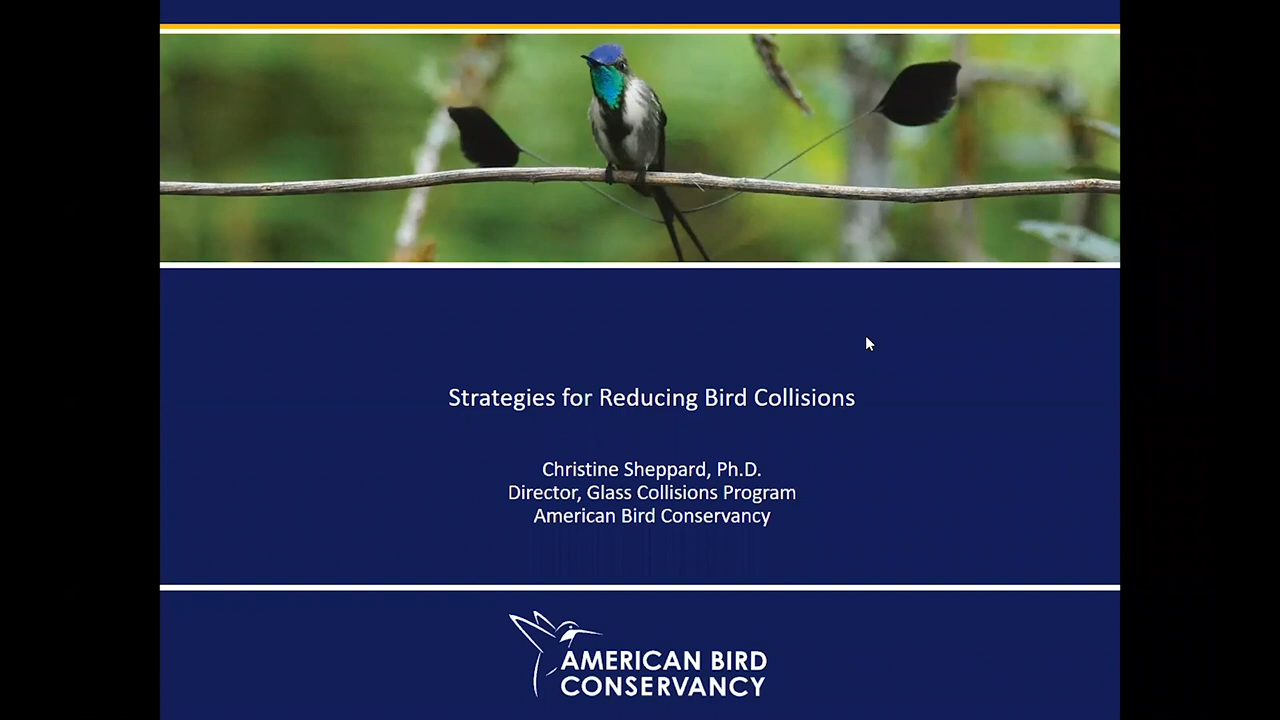 Strategies for Reducing Bird Collisions
Christine Sheppard, Ph.D.
Director, Glass Collisions Program
American Bird Conservancy
AMERICAN BIRD
CONSERVANCY